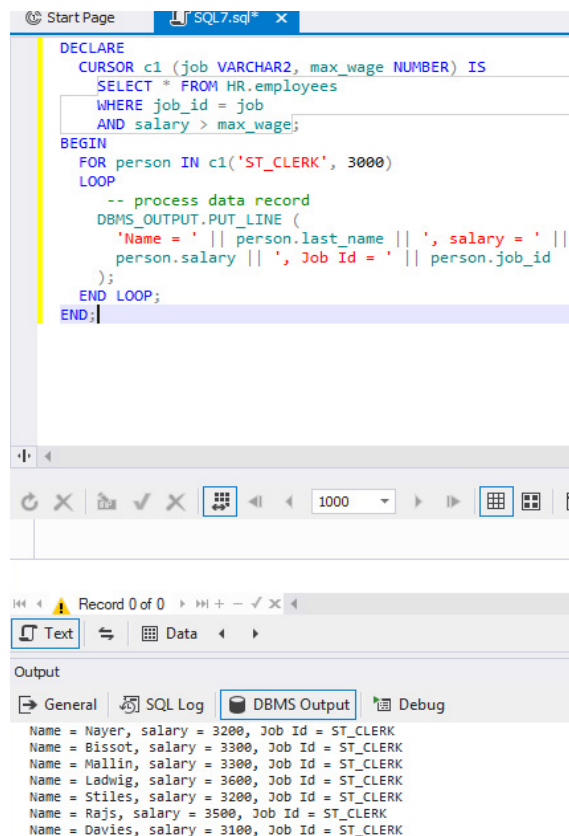 Start Page SQL7.sql* ×
DECLARE
CURSOR c1 (job VARCHAR2, max_wage NUMBER) IS
SELECT * FROM HR.employees
WHERE job_id = job
AND salary > max_wage;
BEGIN
FOR person IN c1('ST_CLERK', 3000)
LOOP
-- process data record
DBMS_OUTPUT.PUT_LINE (
'Name = ' || person.last_name || ', salary = ' ||
person.salary || ', Job Id = ' || person.job_id
);
END LOOP;
END;
1000
Record 0 of 0
Text Data
Output
General SQL Log DBMS Output Debug
Name = Nayer, salary = 3200, Job Id = ST_CLERK
Name = Bissot, salary = 3300, Job Id = ST_CLERK
Name = Mallin, salary = 3300, Job Id = ST_CLERK
Name = Ladwig, salary = 3600, Job Id = ST_CLERK
Name = Stiles, salary = 3200, Job Id = ST_CLERK
Name = Rajs, salary = 3500, Job Id = ST_CLERK
Name = Davies, salary = 3100, Job Id = ST_CLERK